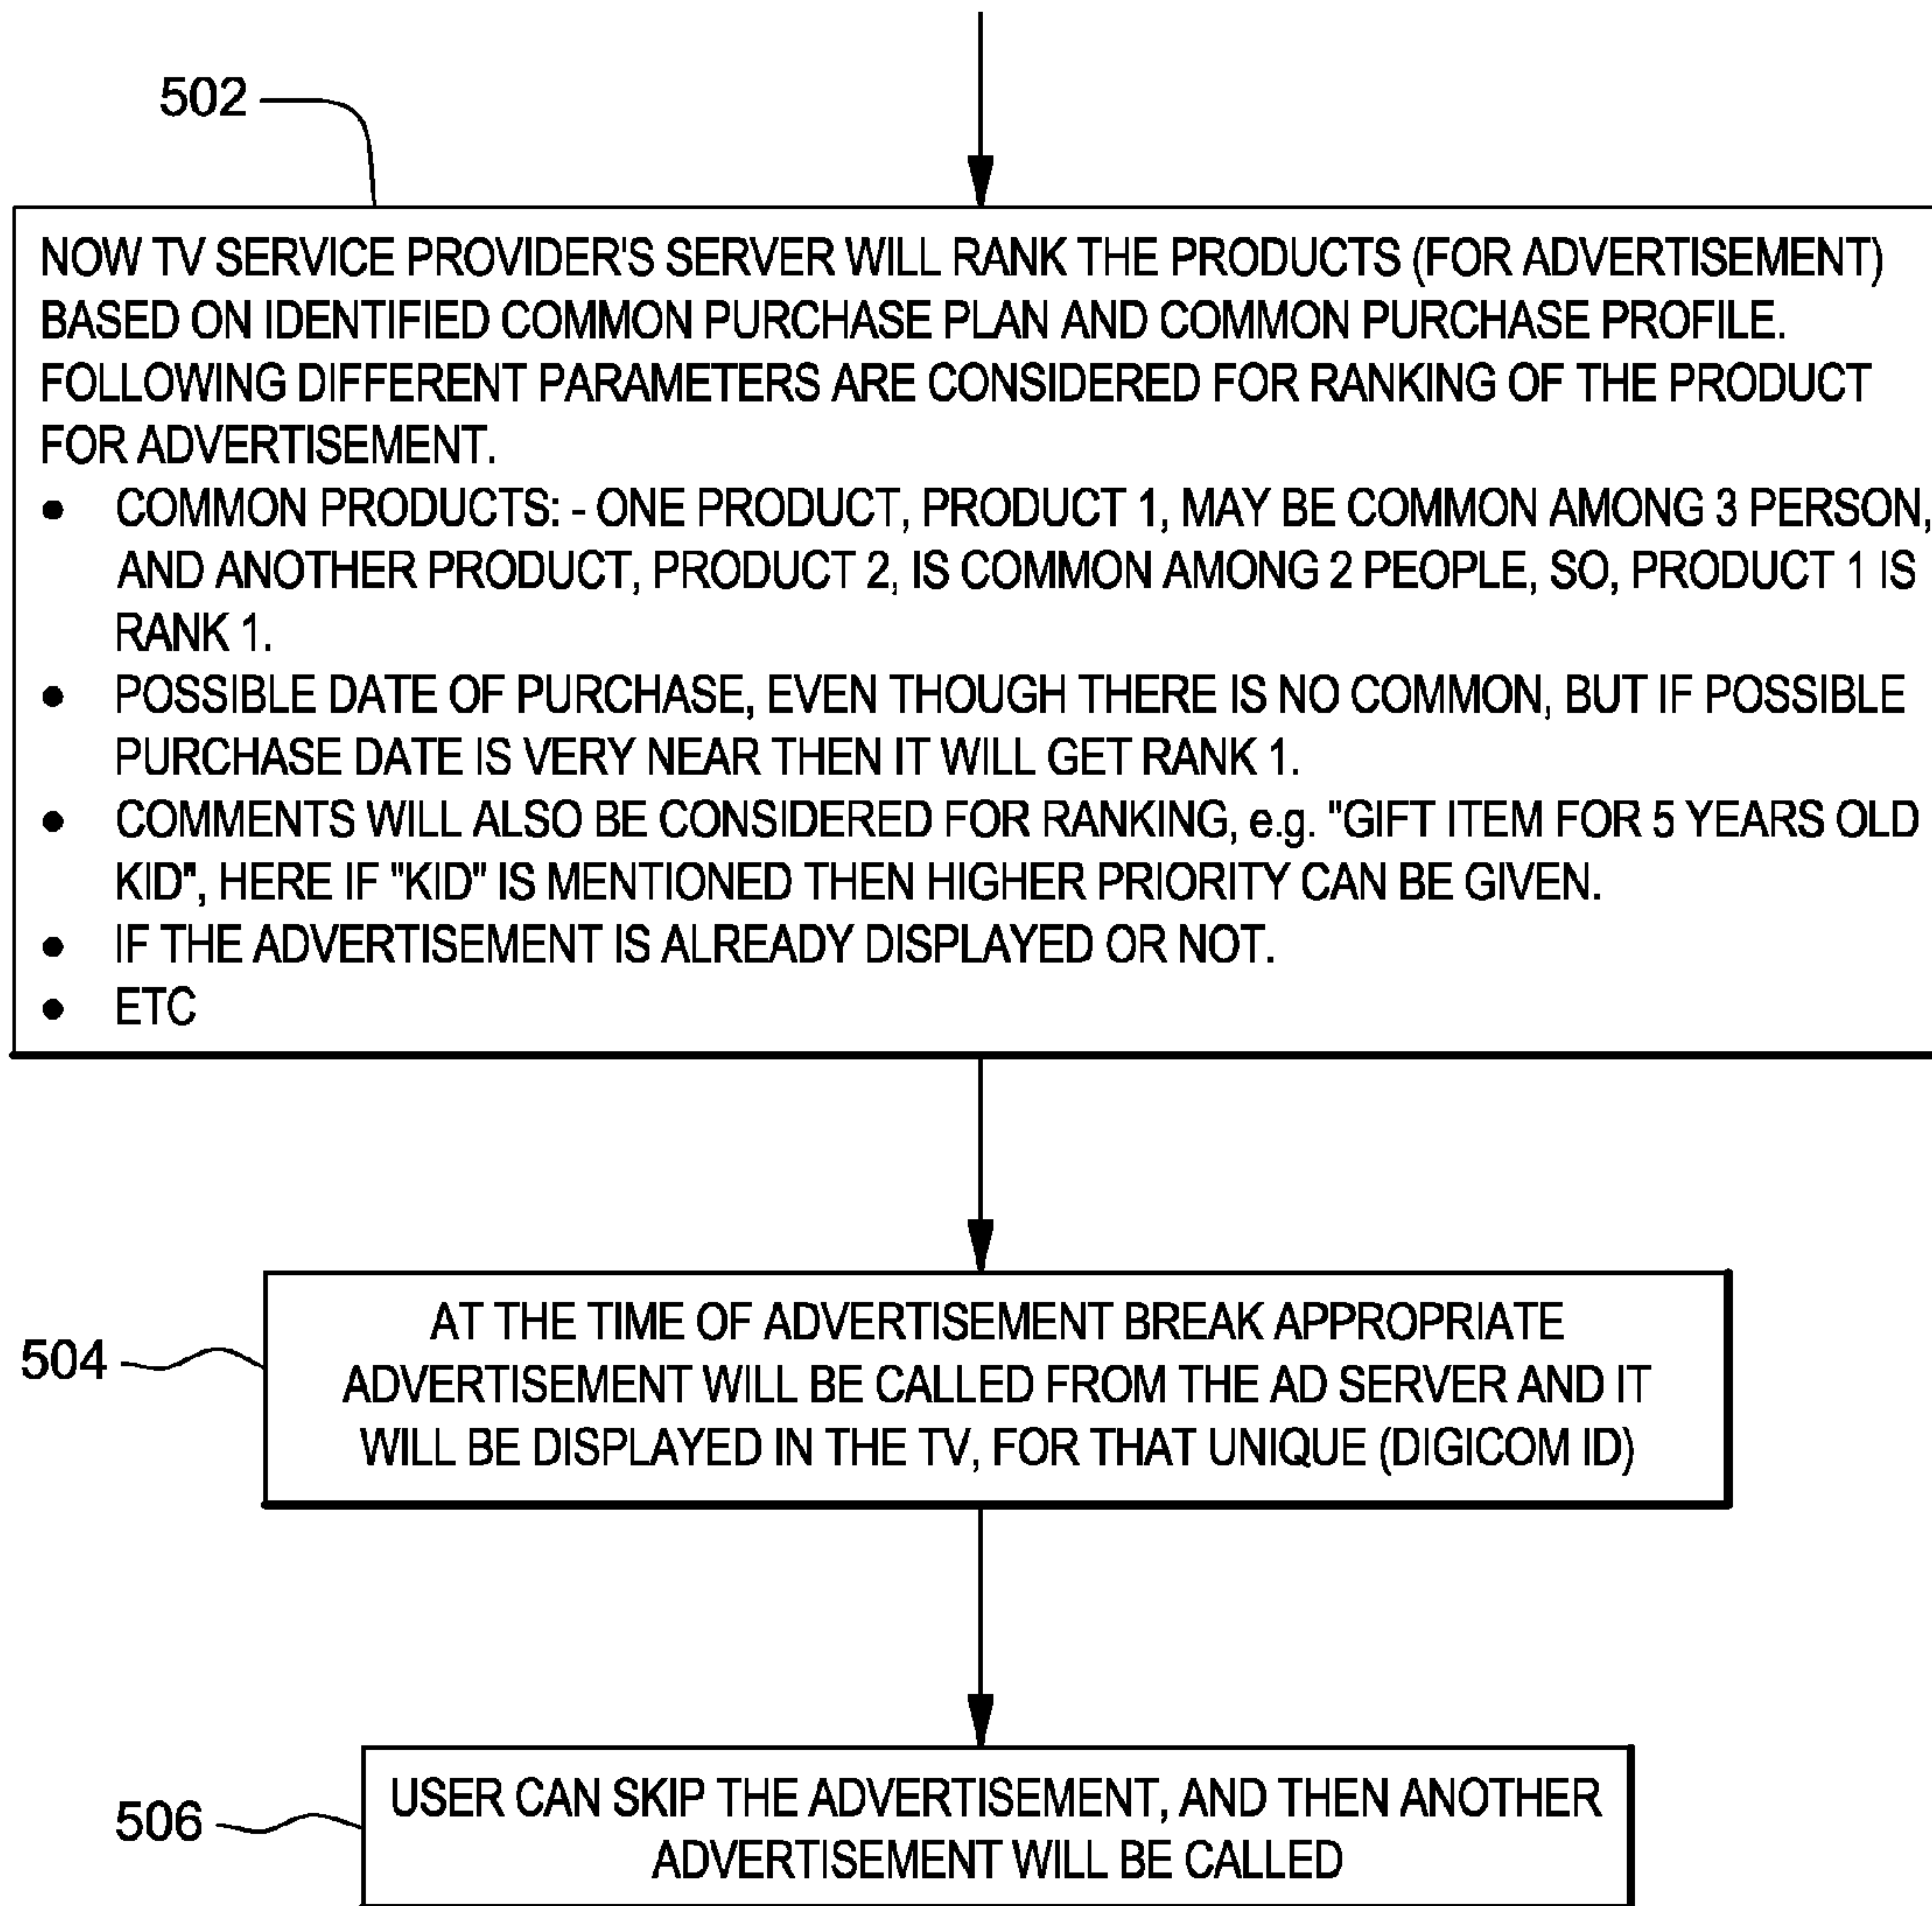 502
NOW TV SERVICE PROVIDER'S SERVER WILL RANK THE PRODUCTS (FOR ADVERTISEMENT)
BASED ON IDENTIFIED COMMON PURCHASE PLAN AND COMMON PURCHASE PROFILE.
FOLLOWING DIFFERENT PARAMETERS ARE CONSIDERED FOR RANKING OF THE PRODUCT
FOR ADVERTISEMENT.
• COMMON PRODUCTS: - ONE PRODUCT, PRODUCT 1, MAY BE COMMON AMONG 3 PERSON,
AND ANOTHER PRODUCT, PRODUCT 2, IS COMMON AMONG 2 PEOPLE, SO, PRODUCT 1 IS
RANK 1.
• POSSIBLE DATE OF PURCHASE, EVEN THOUGH THERE IS NO COMMON, BUT IF POSSIBLE
PURCHASE DATE IS VERY NEAR THEN IT WILL GET RANK 1.
• COMMENTS WILL ALSO BE CONSIDERED FOR RANKING, e.g. "GIFT ITEM FOR 5 YEARS OLD
KID", HERE IF "KID" IS MENTIONED THEN HIGHER PRIORITY CAN BE GIVEN.
• IF THE ADVERTISEMENT IS ALREADY DISPLAYED OR NOT.
• ETC
504
AT THE TIME OF ADVERTISEMENT BREAK APPROPRIATE
ADVERTISEMENT WILL BE CALLED FROM THE AD SERVER AND IT
WILL BE DISPLAYED IN THE TV, FOR THAT UNIQUE (DIGICOM ID)
506
USER CAN SKIP THE ADVERTISEMENT, AND THEN ANOTHER
ADVERTISEMENT WILL BE CALLED